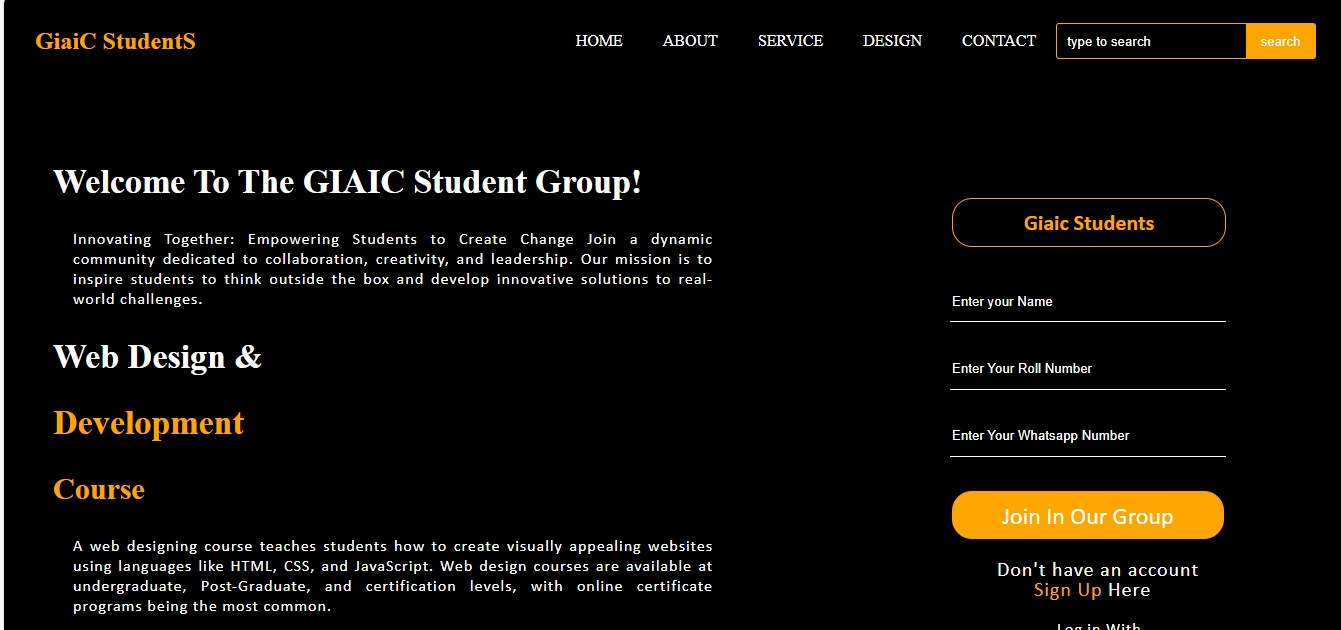 GiaiC StudentS
HOME ABOUT SERVICE DESIGN CONTACT type to search search
Welcome To The GIAIC Student Group!
Innovating Together: Empowering Students to Create Change Join a dynamic
community dedicated to collaboration, creativity, and leadership. Our mission is to
inspire students to think outside the box and develop innovative solutions to real-
world challenges.
Web Design &
Development
Course
A web designing course teaches students how to create visually appealing websites
using languages like HTML, CSS, and JavaScript. Web design courses are available at
undergraduate, Post-Graduate, and certification levels, with online certificate
programs being the most common.
Giaic Students
Enter your Name
Enter Your Roll Number
Enter Your Whatsapp Number
Join In Our Group
Don't have an account
Sign Up Here
Log in With